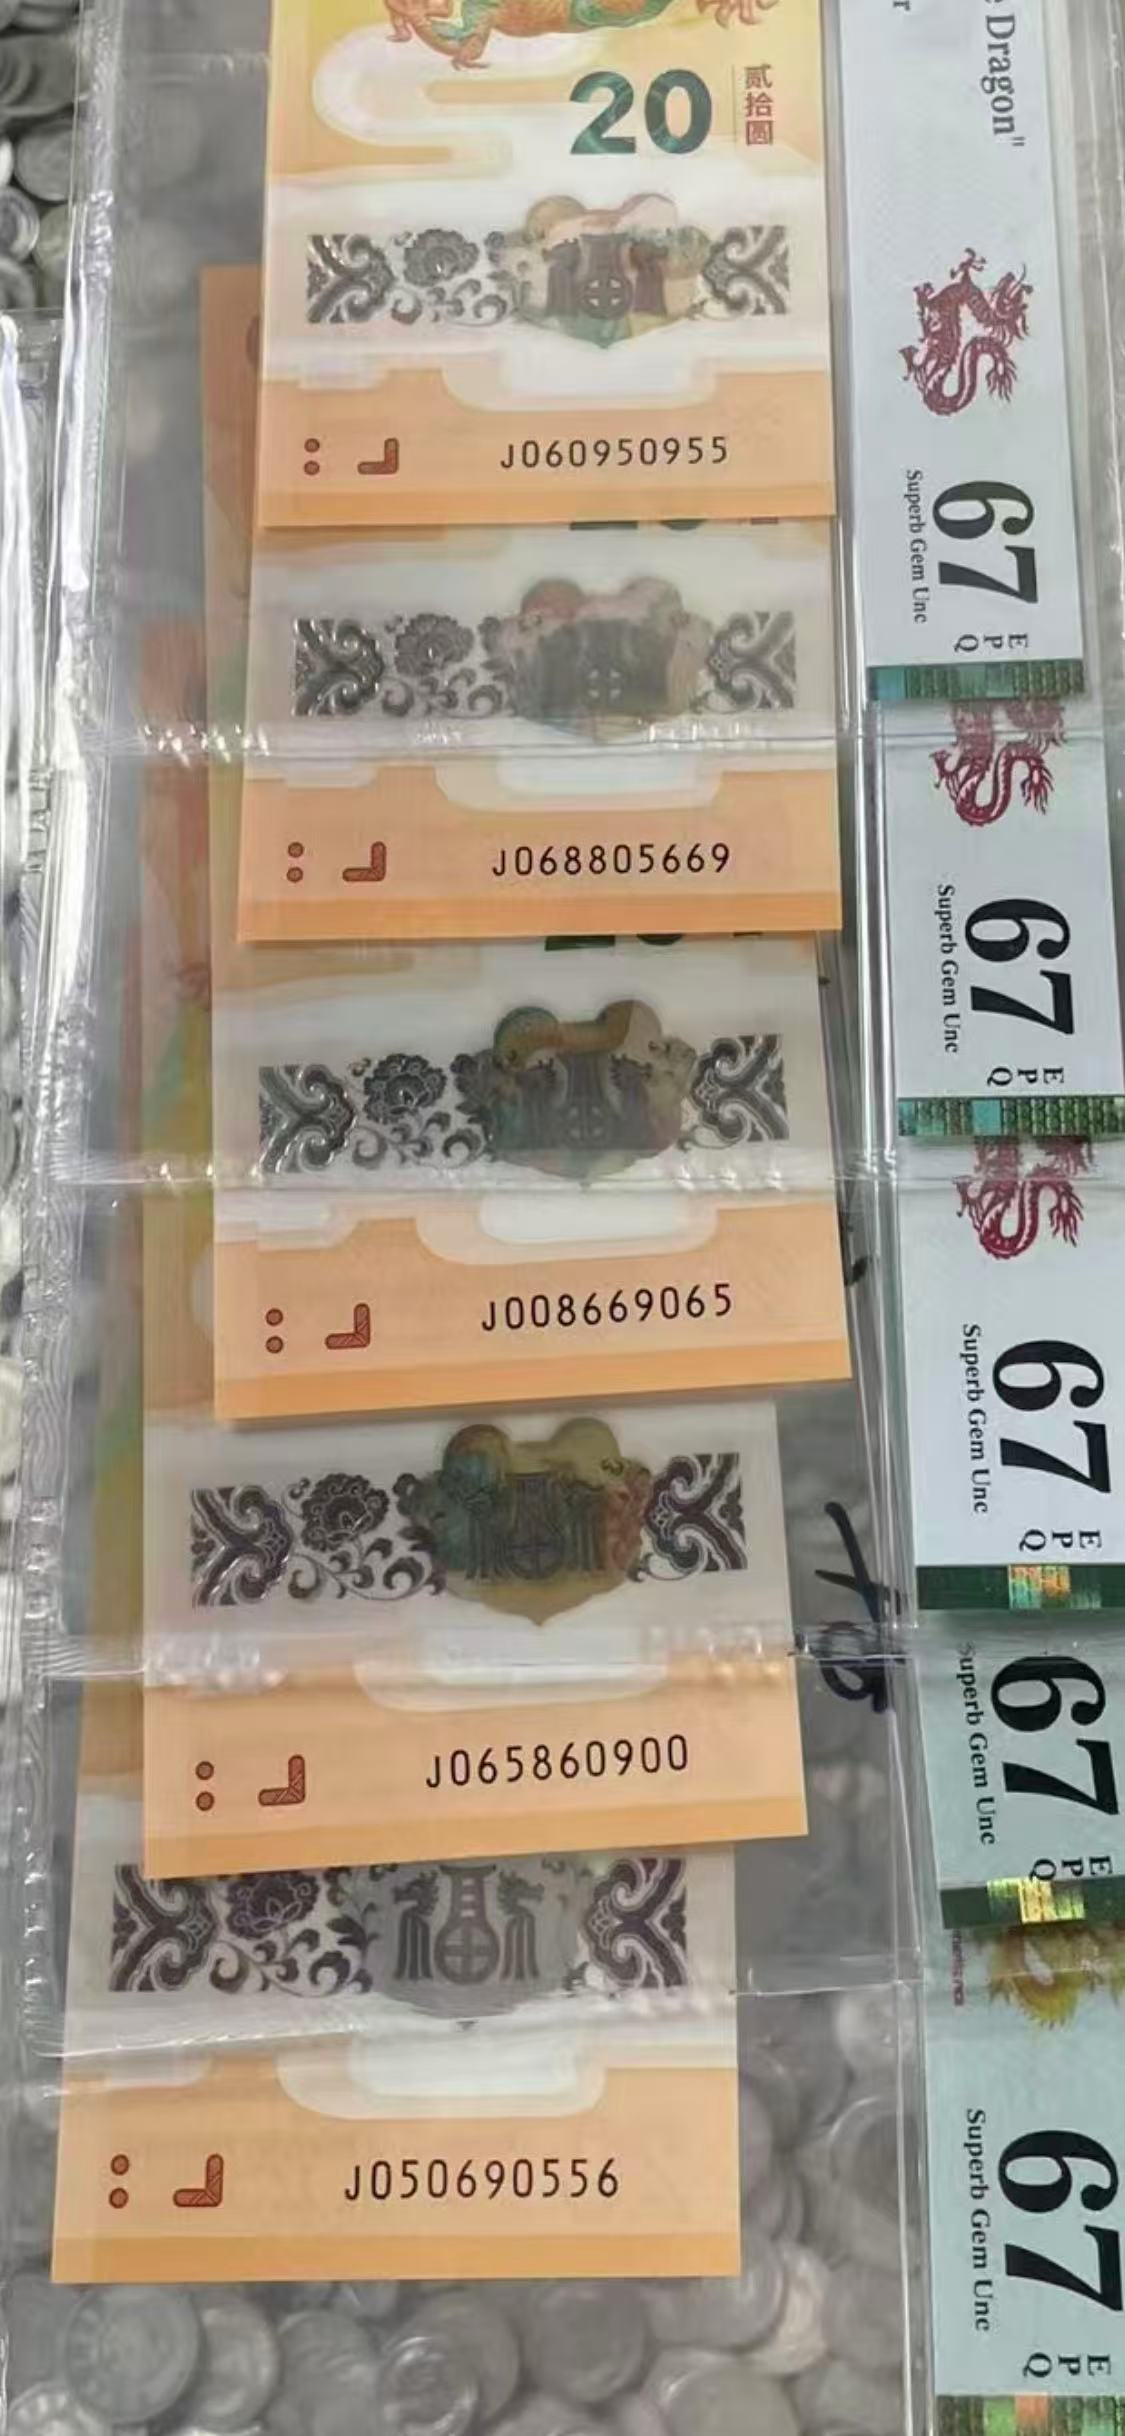 Dragon"
20
贰拾圆
J060950955
67
EPQ
Superb Gem Unc
J068805669
67
EPQ
Superb Gem Unc
J008669065
67
EPQ
Superb Gem Unc
J065860900
67
EPQ
Superb Gem Unc
J050690556
67
EPQ
Superb Gem Unc